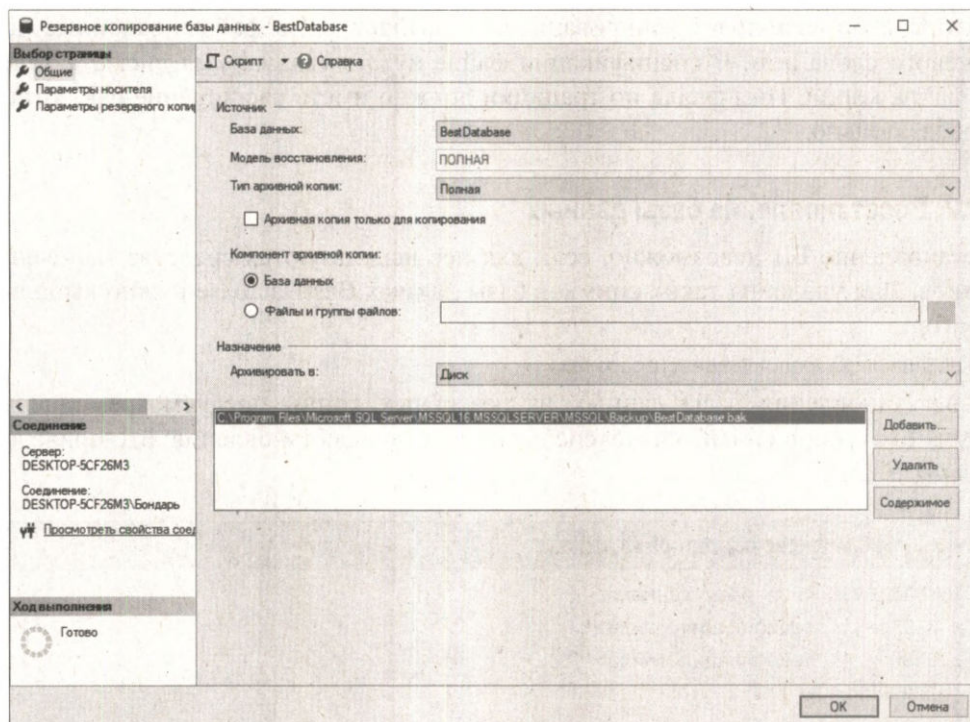 Резервное копирование базы данных - BestDatabase
Выбор страницы
Общие
Параметры носителя
Параметры резервного копи
Скрипт
Справка
Источник
База данных:
BestDatabase
Модель восстановления:
ПОЛНАЯ
Тип архивной копии:
Полная
Архивная копия только для копирования
Компонент архивной копии:
База данных
Файлы и группы файлов:
...
Назначение
Архивировать в:
Диск
C:\Program Files\Microsoft SQL Server\MSSQL16.MSSQLSERVER\MSSQL\Backup\BestDatabase.bak
Добавить...
Удалить
Содержимое
Соединение
Сервер:
DESKTOP-5CF26M3
Соединение:
DESKTOP-5CF26M3\Бондарь
Просмотреть свойства соед
Ход выполнения
Готово
OK
Отмена